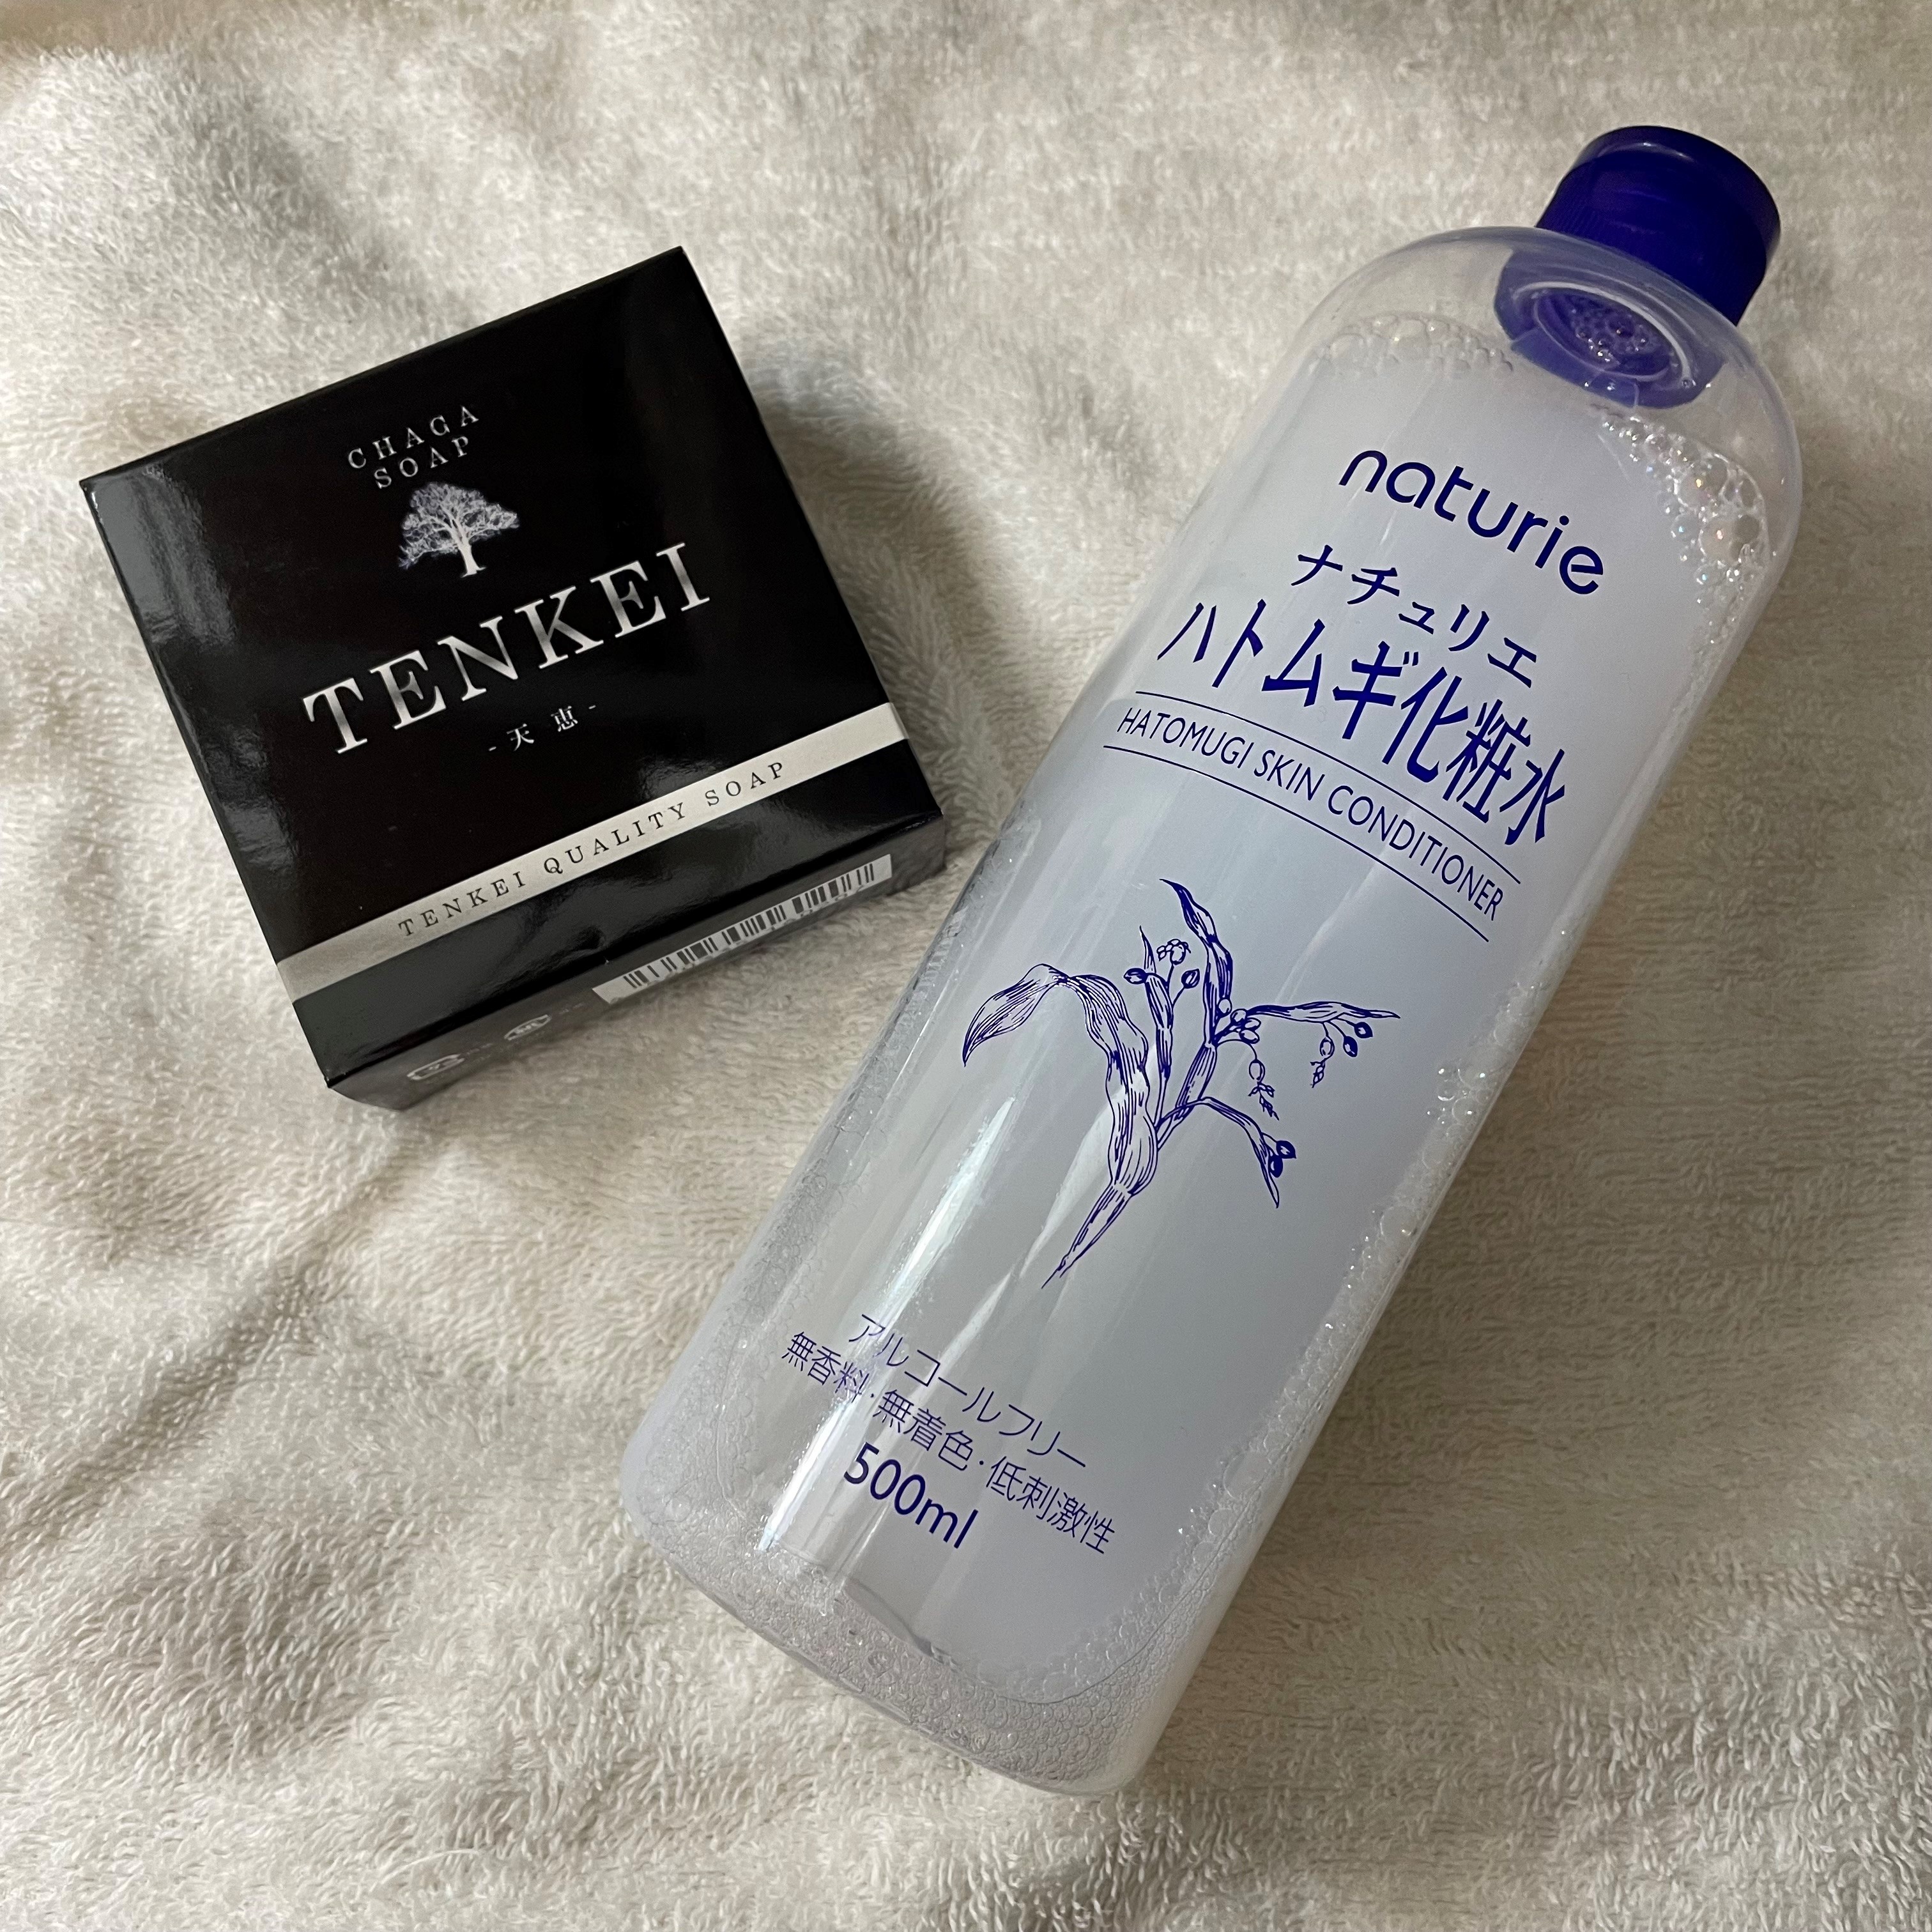 CHAGA
SOAP
TENKEI
- 天恵 -
TENKEI QUALITY SOAP
naturie
ナチュリエ
ハトムギ化粧水
HATOMUGI SKIN CONDITIONER
アルコールフリー
無香料・無着色・低刺激性
500ml